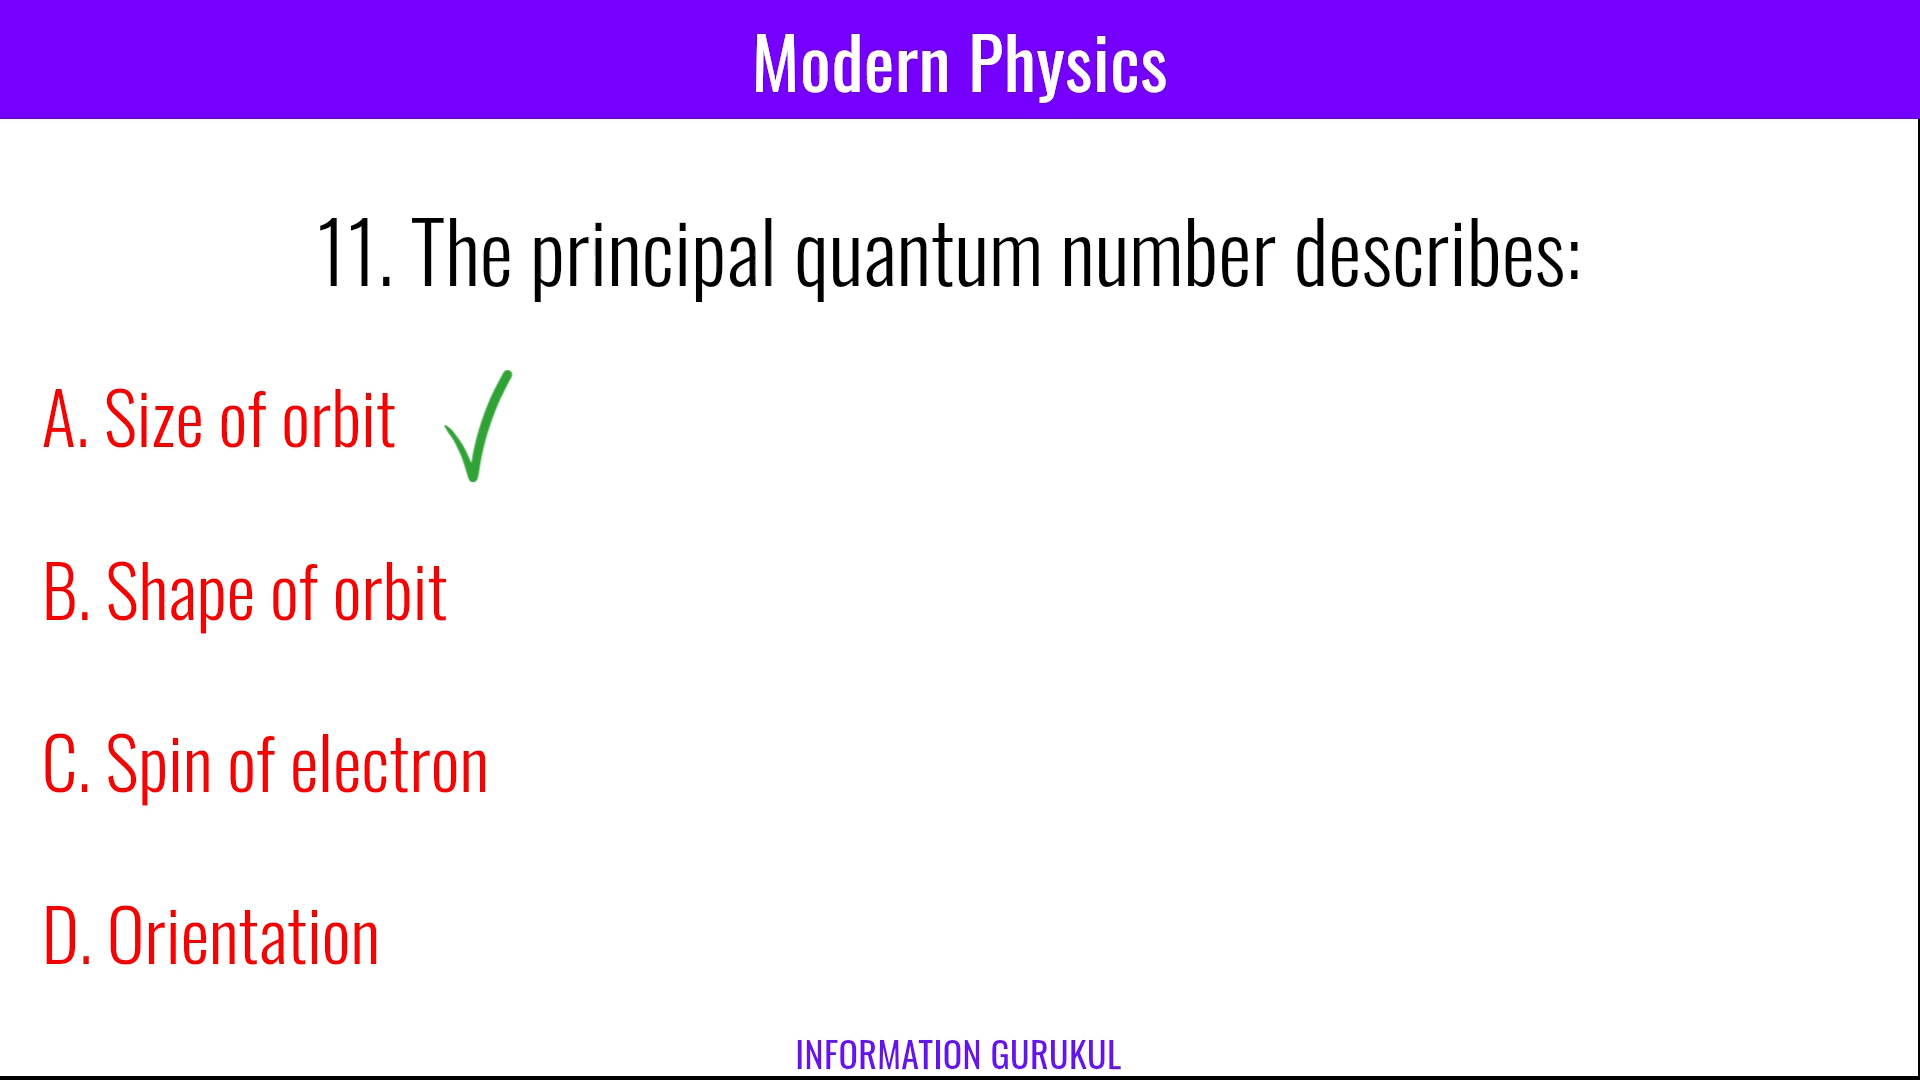 Modern Physics
11. The principal quantum number describes:
A. Size of orbit
B. Shape of orbit
C. Spin of electron
D. Orientation
INFORMATION GURUKUL